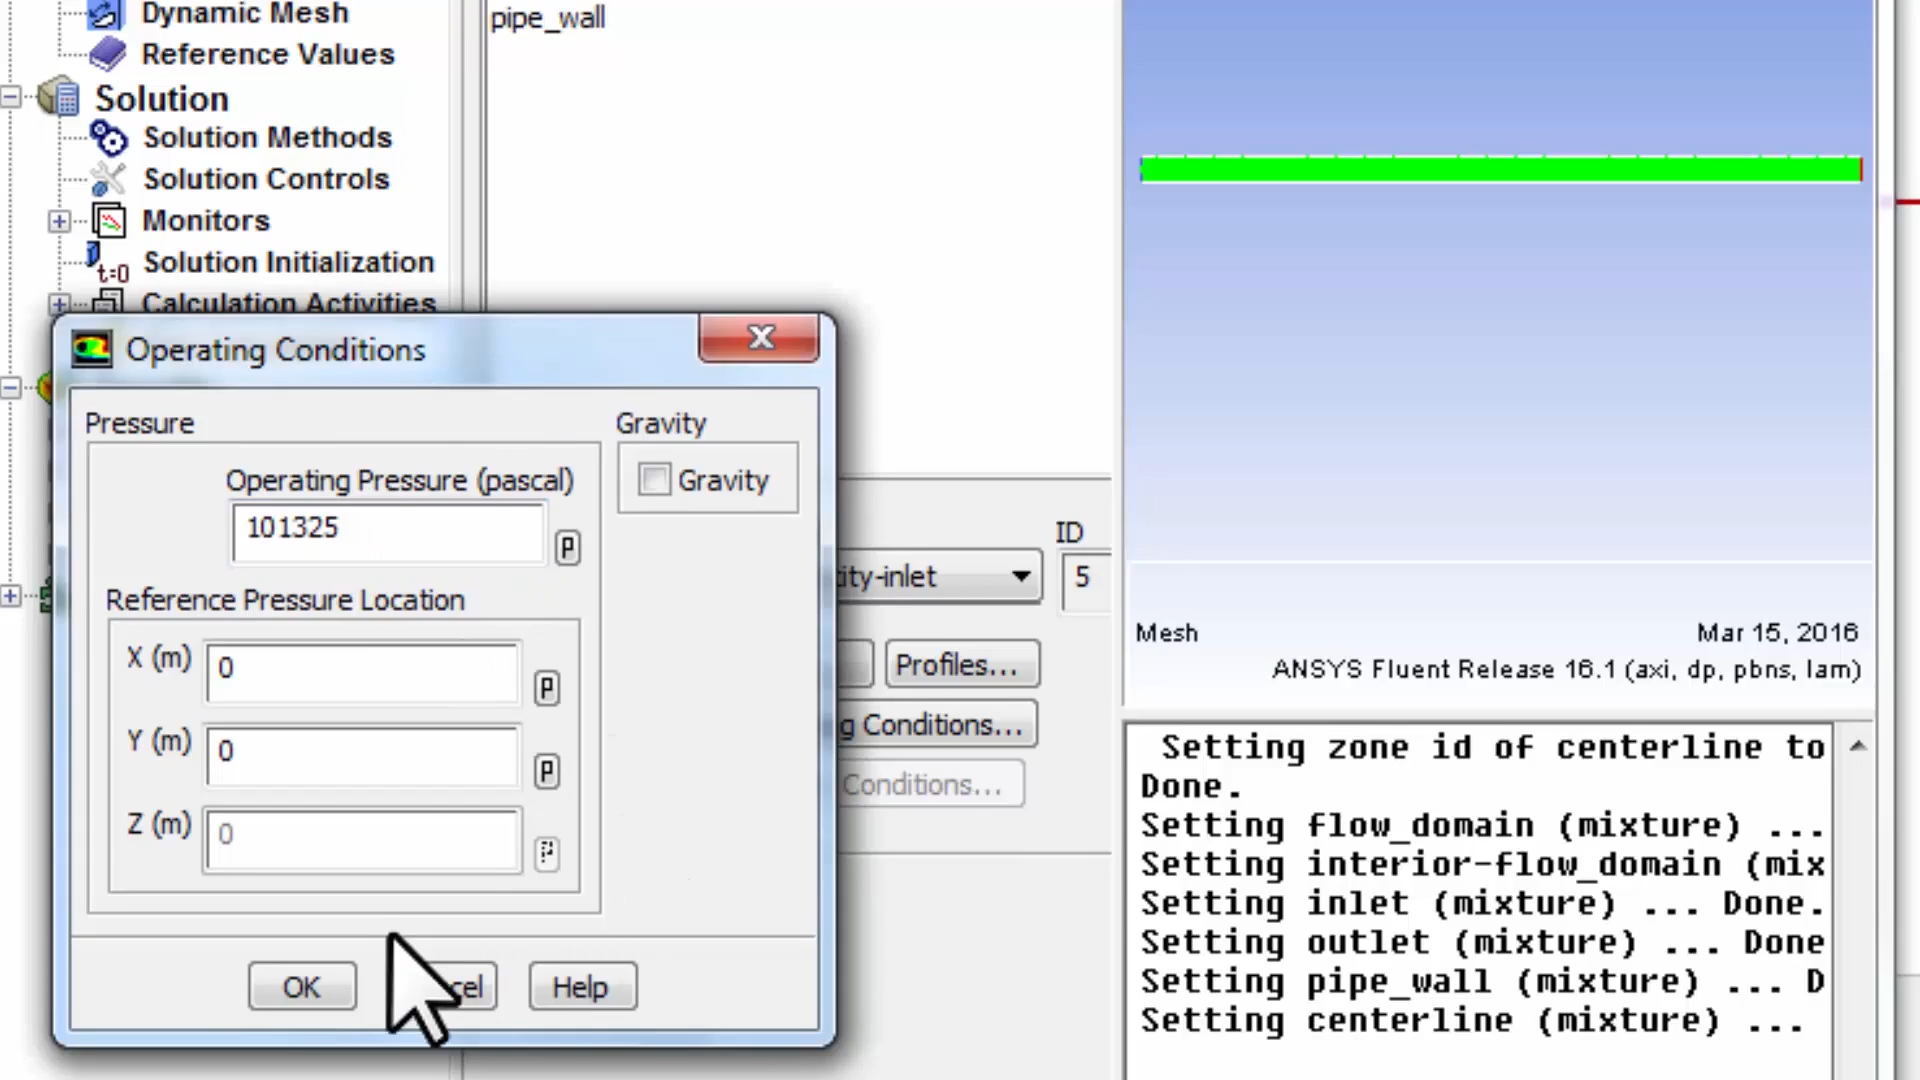 Dynamic Mesh
Reference Values
Solution
Solution Methods
Solution Controls
Monitors
t=0 Solution Initialization
Calculation Activities
pipe_wall
Operating Conditions
Pressure
Operating Pressure (pascal)
101325
P
Reference Pressure Location
X (m) 0 P
Y (m) 0 P
Z (m) 0 P
Gravity
Gravity
OK
Help
ID
5
Profiles...
Conditions...
Conditions...
Mesh
Mar 15, 2016
ANSYS Fluent Release 16.1 (axi, dp, pbns, lam)
Setting zone id of centerline to
Done.
Setting flow_domain (mixture) ...
Setting interior-flow_domain (mix
Setting inlet (mixture) ... Done.
Setting outlet (mixture) ... Done
Setting pipe_wall (mixture) ... D
Setting centerline (mixture) ...